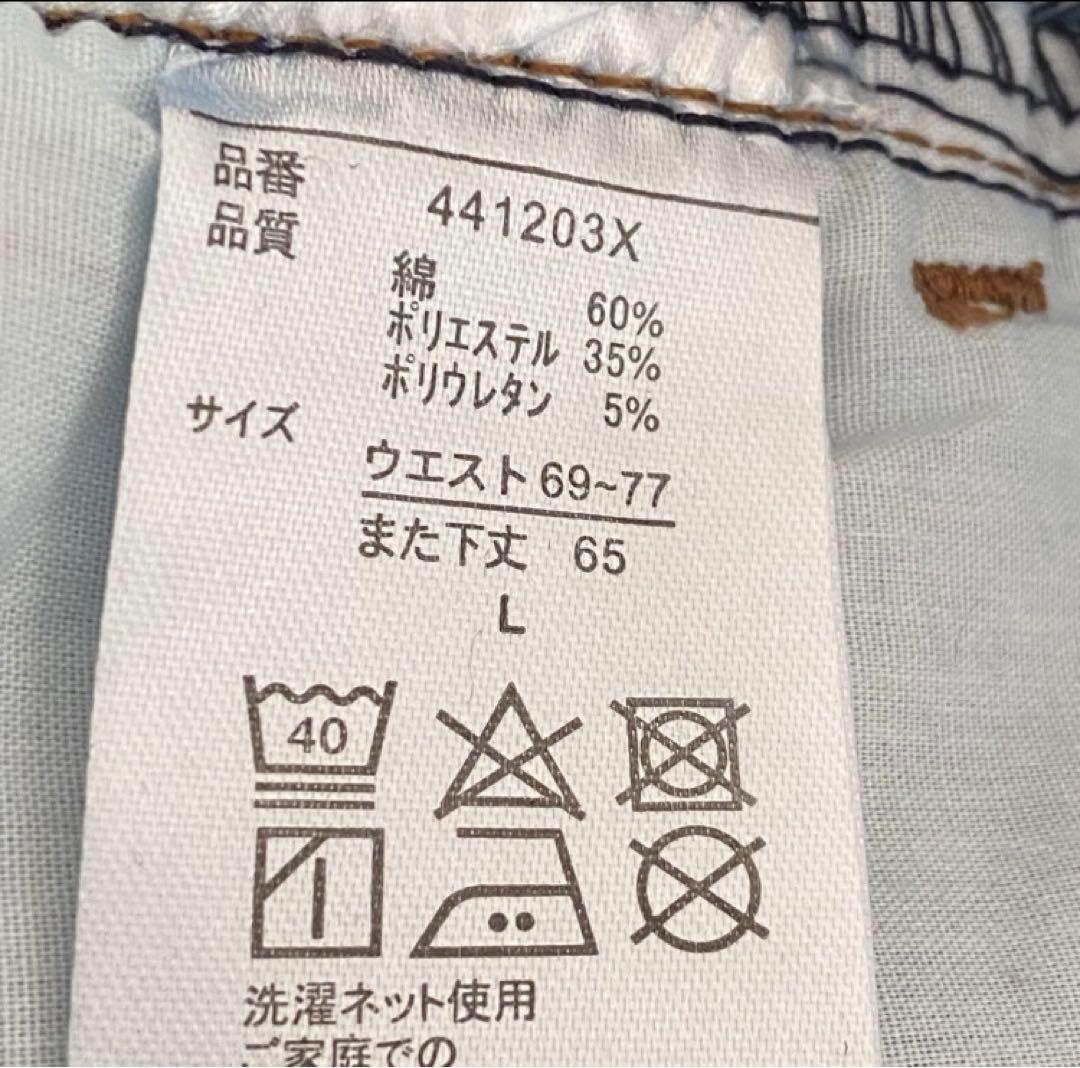 品番 441203X
品質
綿 60%
ポリエステル 35%
ポリウレタン 5%
サイズ
ウエスト 69~77
また下丈 65
L
40
洗濯ネット使用
ご家庭での